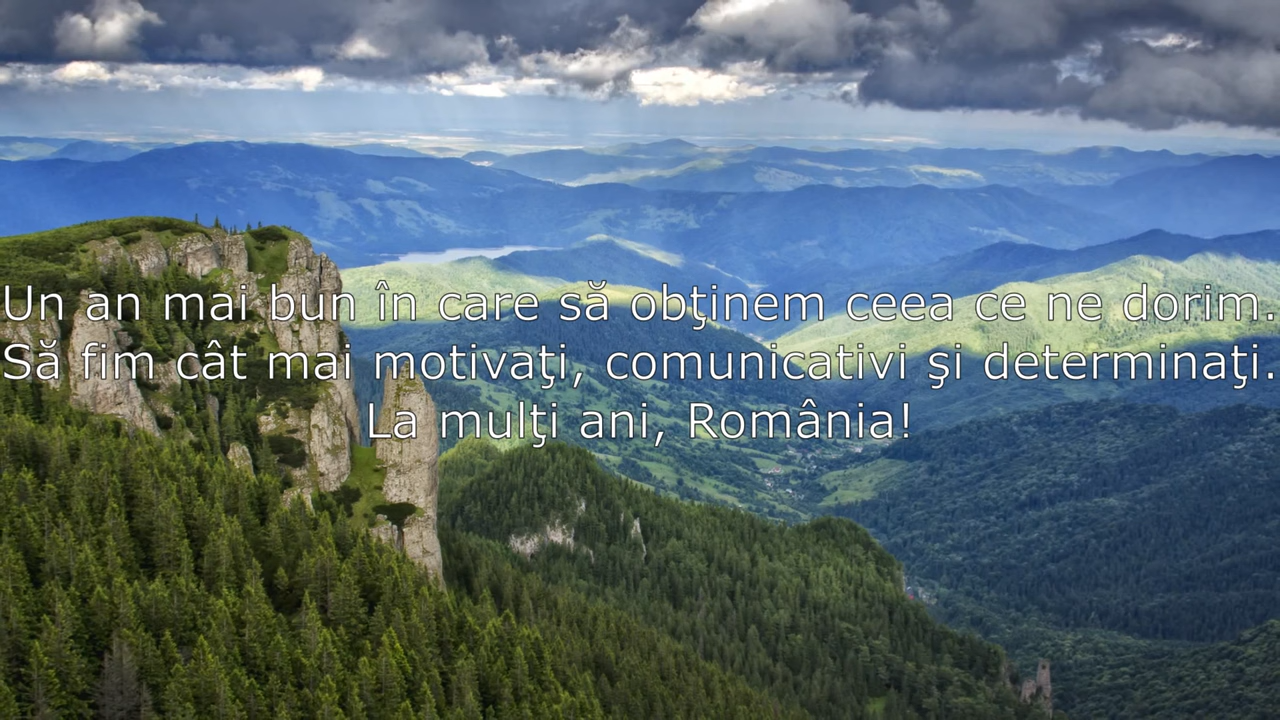 Un an mai bun în care să obţinem ceea ce ne dorim.
Să fim cât mai motivaţi, comunicativi şi determinaţi.
La mulţi ani, România!